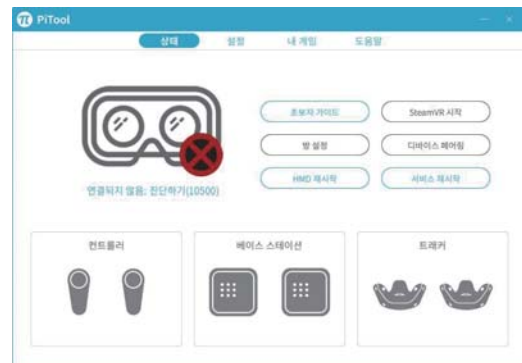 PiTool
상태 설정 내 게임 도움말
초보자 가이드 SteamVR 시작
방 설정 디바이스 페어링
연결되지 않음; 진단하기(10500)
HMD 재시작 서비스 재시작
컨트롤러 베이스 스테이션 트래커